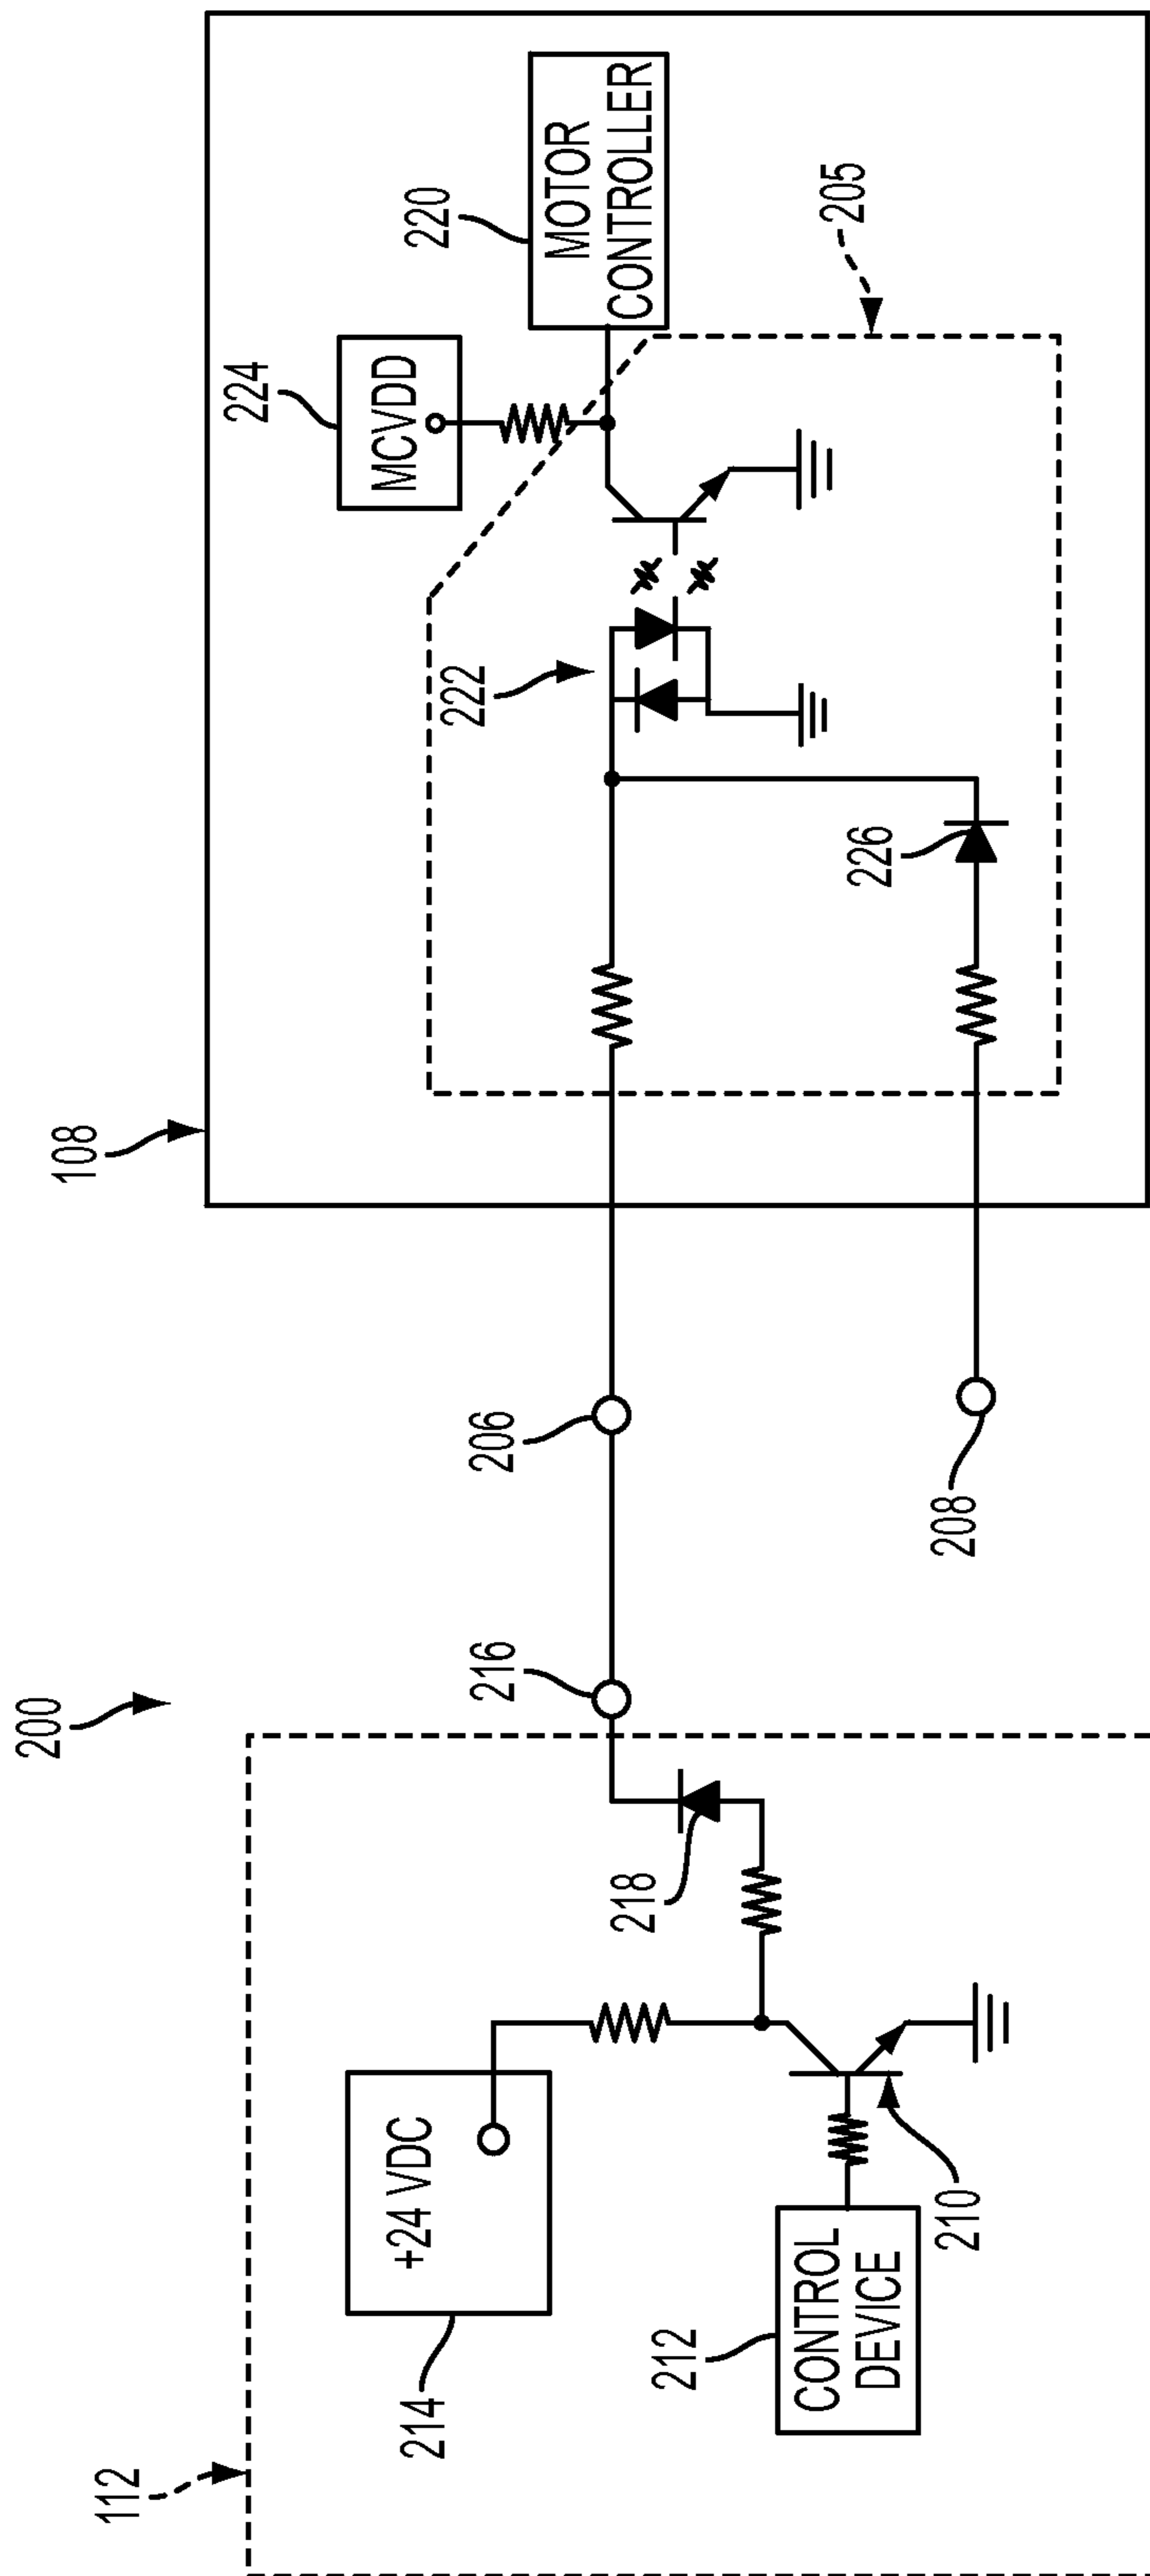 200
112
214
+24 VDC
212
CONTROL
DEVICE
210
218
216
206
208
108
224
MCVDD
220
MOTOR
CONTROLLER
222
226
205